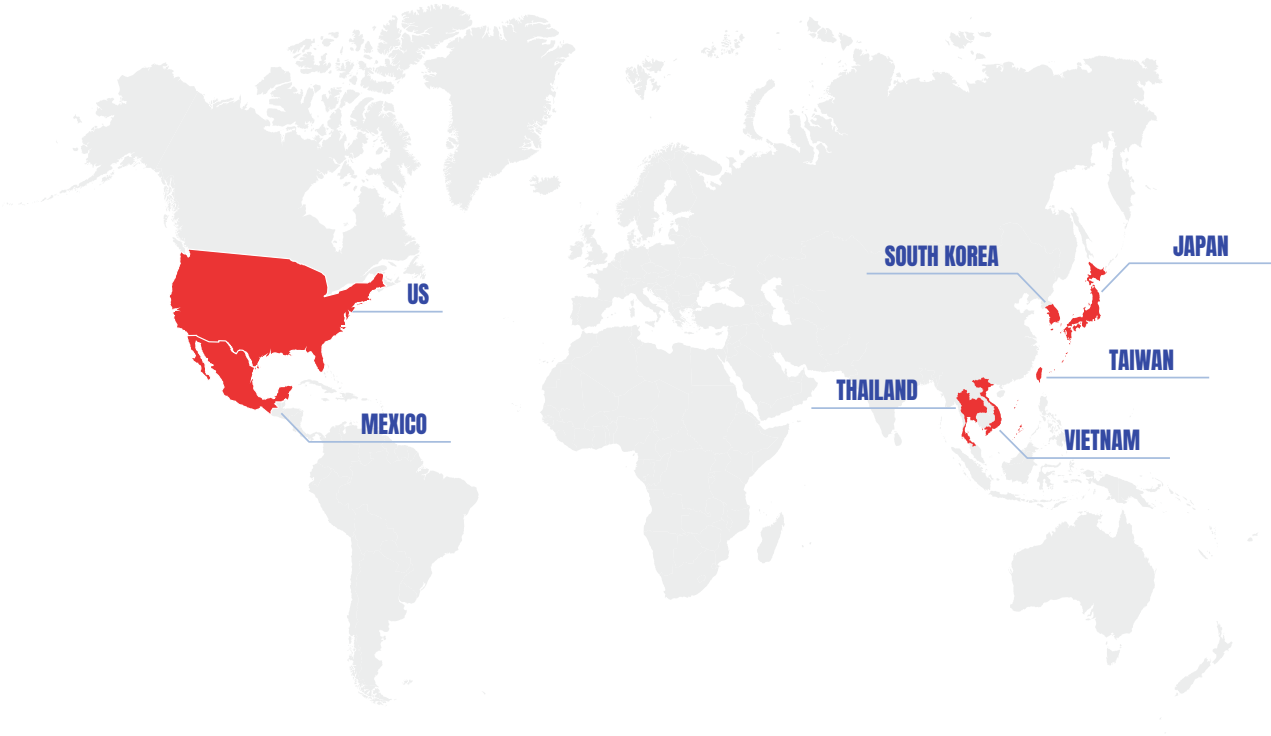 SOUTH KOREA
JAPAN
US
TAIWAN
THAILAND
MEXICO
VIETNAM